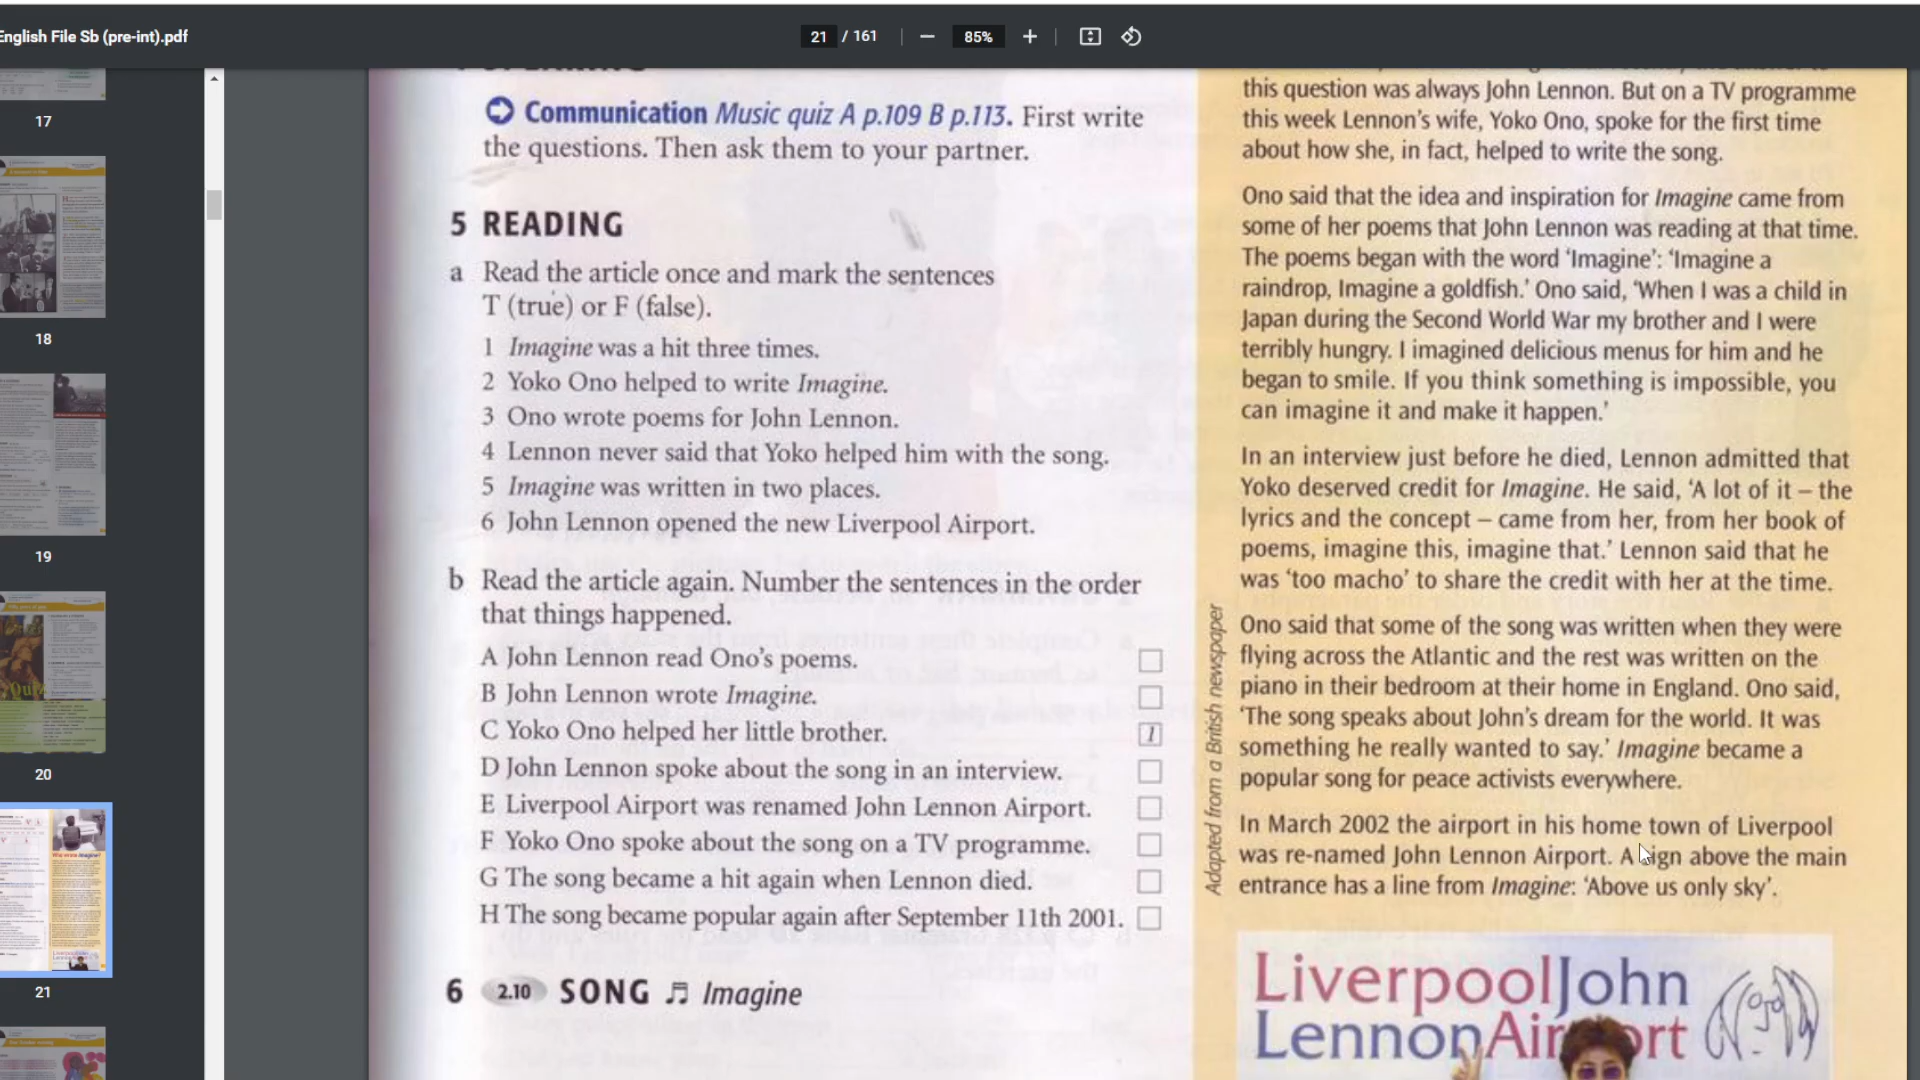 English File Sb (pre-int).pdf
21 / 161
85%
17
18
19
20
21
Communication Music quiz A p.109 B p.113. First write
the questions. Then ask them to your partner.
5 READING
a Read the article once and mark the sentences
T (true) or F (false).
1 Imagine was a hit three times.
2 Yoko Ono helped to write Imagine.
3 Ono wrote poems for John Lennon.
4 Lennon never said that Yoko helped him with the song.
5 Imagine was written in two places.
6 John Lennon opened the new Liverpool Airport.
b Read the article again. Number the sentences in the order
that things happened.
A John Lennon read Ono's poems.
B John Lennon wrote Imagine.
C Yoko Ono helped her little brother. 1
D John Lennon spoke about the song in an interview.
E Liverpool Airport was renamed John Lennon Airport.
F Yoko Ono spoke about the song on a TV programme.
G The song became a hit again when Lennon died.
H The song became popular again after September 11th 2001.
6 2.10 SONG Imagine
this question was always John Lennon. But on a TV programme
this week Lennon's wife, Yoko Ono, spoke for the first time
about how she, in fact, helped to write the song.
Ono said that the idea and inspiration for Imagine came from
some of her poems that John Lennon was reading at that time.
The poems began with the word 'Imagine': 'Imagine a
raindrop, Imagine a goldfish.' Ono said, 'When I was a child in
Japan during the Second World War my brother and I were
terribly hungry. I imagined delicious menus for him and he
began to smile. If you think something is impossible, you
can imagine it and make it happen.'
In an interview just before he died, Lennon admitted that
Yoko deserved credit for Imagine. He said, 'A lot of it – the
lyrics and the concept – came from her, from her book of
poems, imagine this, imagine that.' Lennon said that he
was 'too macho' to share the credit with her at the time.
Ono said that some of the song was written when they were
flying across the Atlantic and the rest was written on the
piano in their bedroom at their home in England. Ono said,
'The song speaks about John's dream for the world. It was
something he really wanted to say.' Imagine became a
popular song for peace activists everywhere.
In March 2002 the airport in his home town of Liverpool
was re-named John Lennon Airport. A sign above the main
entrance has a line from Imagine: 'Above us only sky'.
Adapted from a British newspaper
Liverpool John
Lennon Airport